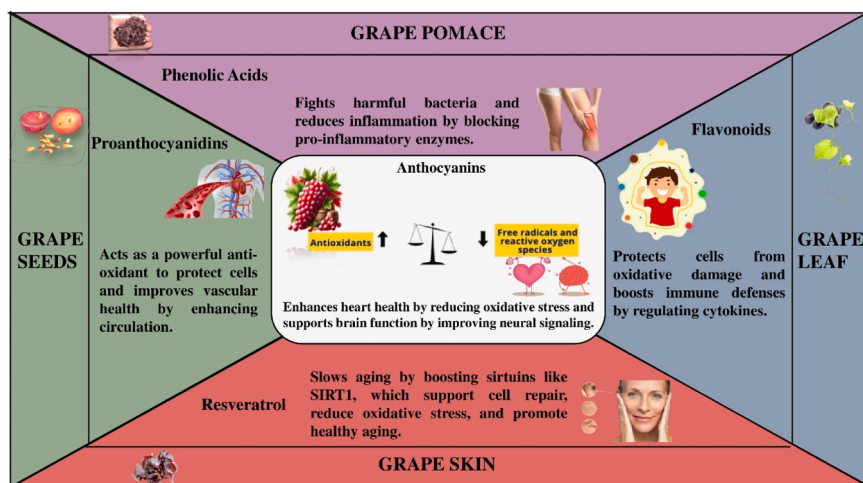 GRAPE POMACE
Phenolic Acids
Fights harmful bacteria and
reduces inflammation by blocking
pro-inflammatory enzymes.
Proanthocyanidins
Flavonoids
Anthocyanins
Antioxidants
Free radicals and
reactive oxygen
species
GRAPE
SEEDS
GRAPE
LEAF
Acts as a powerful anti-
oxidant to protect cells
and improves vascular
health by enhancing
circulation.
Protects cells from
oxidative damage and
boosts immune defenses
by regulating cytokines.
Enhances heart health by reducing oxidative stress and
supports brain function by improving neural signaling.
Resveratrol
Slows aging by boosting sirtuins like
SIRT1, which support cell repair,
reduce oxidative stress, and promote
healthy aging.
GRAPE SKIN